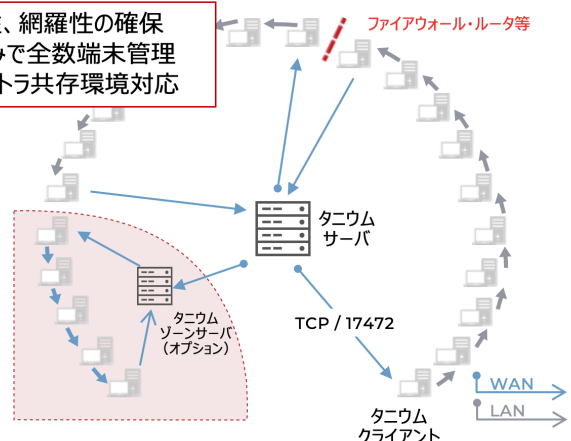 、網羅性の確保
みで全数端末管理
トラ共存環境対応
ファイアウォール・ルータ等
タニウム
サーバ
タニウム
ゾーンサーバ
（オプション）
TCP / 17472
WAN
LAN
タニウム
クライアント